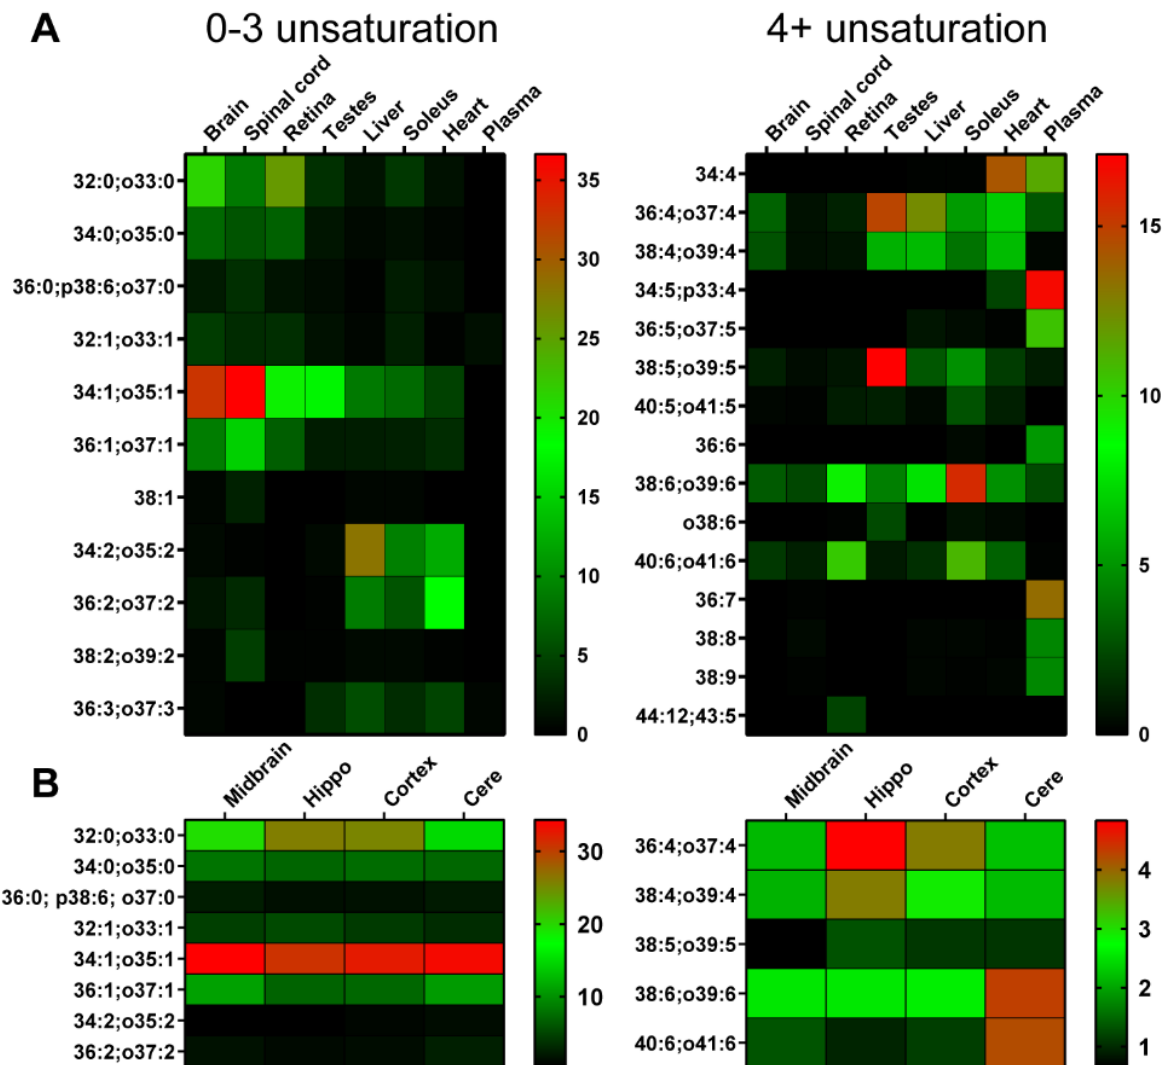 A
0-3 unsaturation
4+ unsaturation
Brain
Spinal cord
Retina
Testes
Liver
Soleus
Heart
Plasma
32:0;o33:0
34:0;o35:0
36:0;p38:6;o37:0
32:1;o33:1
34:1;o35:1
36:1;o37:1
38:1
34:2;o35:2
36:2;o37:2
38:2;o39:2
36:3;o37:3
35
30
25
20
15
10
5
0
Brain
Spinal cord
Retina
Testes
Liver
Soleus
Heart
Plasma
34:4
36:4;o37:4
38:4;o39:4
34:5;p33:4
36:5;o37:5
38:5;o39:5
40:5;o41:5
36:6
38:6;o39:6
o38:6
40:6;o41:6
36:7
38:8
38:9
44:12;43:5
15
10
5
0
B
Midbrain
Hippo
Cortex
Cere
32:0;o33:0
34:0;o35:0
36:0; p38:6; o37:0
32:1;o33:1
34:1;o35:1
36:1;o37:1
34:2;o35:2
36:2;o37:2
30
20
10
Midbrain
Hippo
Cortex
Cere
36:4;o37:4
38:4;o39:4
38:5;o39:5
38:6;o39:6
40:6;o41:6
4
3
2
1